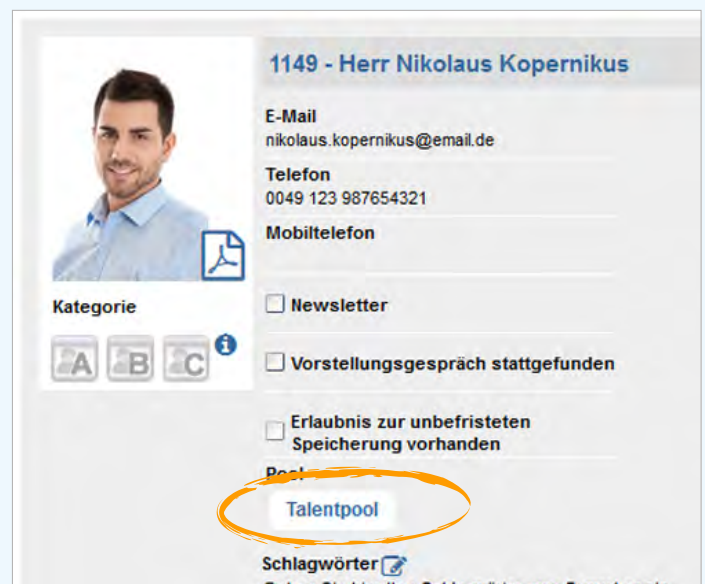 1149 - Herr Nikolaus Kopernikus
E-Mail
nikolaus.kopernikus@email.de
Telefon
0049 123 987654321
Mobiltelefon
Kategorie
A B C
Newsletter
Vorstellungsgespräch stattgefunden
Erlaubnis zur unbefristeten
Speicherung vorhanden
Pool
Talentpool
Schlagwörter